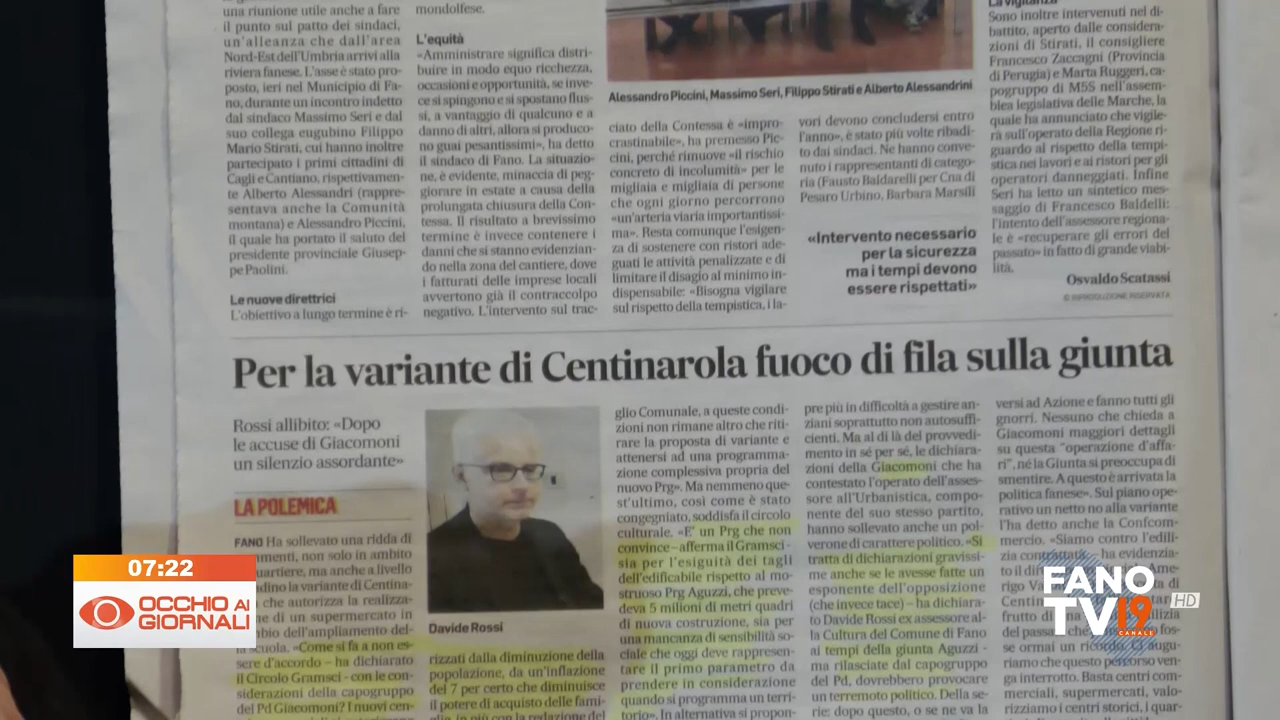 una riunione utile anche a fare
il punto sul patto dei sindaci,
un'alleanza che dall'area
Nord-Est dell'Umbria arrivi alla
riviera fanese. L'asse è stato pro-
posto, ieri nel Municipio di Fa-
no, durante un incontro indetto
dal sindaco Massimo Seri e dal
suo collega eugubino Filippo
Mario Stirati, cui hanno inoltre
partecipato i primi cittadini di
Cagli e Cantiano, rispettivamen-
te Alberto Alessandri (rappre-
sentava anche la Comunità
montana) e Alessandro Piccini,
il quale ha portato il saluto del
presidente provinciale Giusep-
pe Paolini.
Le nuove direttrici
L'obiettivo a lungo termine è ri-
mondolfese.
L'equità
«Amministrare significa distri-
buire in modo equo ricchezza,
occasioni e opportunità, se inve-
ce si spingono e si spostano flus-
si, a vantaggio di qualcuno e a
danno di altri, allora si produco-
no guai pesantissimi», ha detto
il sindaco di Fano. La situazio-
ne, è evidente, minaccia di peg-
giorare in estate a causa della
prolungata chiusura della Con-
tessa. Il risultato a brevissimo
termine è invece contenere i
danni che si stanno evidenzian-
do nella zona del cantiere, dove
i fatturati delle imprese locali
avvertono già il contraccolpo
negativo. L'intervento sul trac-
Alessandro Piccini, Massimo Seri, Filippo Stirati e Alberto Alessandrini
ciato della Contessa è «impro-
crastinabile», ha premesso Pic-
cini, perché rimuove «il rischio
concreto di incolumità» per le
migliaia e migliaia di persone
che ogni giorno percorrono
«un'arteria viaria importantissi-
ma». Resta comunque l'esigen-
za di sostenere con ristori ade-
guati le attività penalizzate e di
limitare il disagio al minimo in-
dispensabile: «Bisogna vigilare
sul rispetto della tempistica, i la-
vori devono concludersi entro
l'anno», è stato più volte ribadi-
to dai sindaci. Ne hanno conve-
nuto i rappresentanti di catego-
ria (Fausto Baldarelli per Cna di
Pesaro Urbino, Barbara Marsili
«Intervento necessario
per la sicurezza
ma i tempi devono
essere rispettati»
La vigilanza
Sono inoltre intervenuti nel di-
battito, aperto dalle considera-
zioni di Stirati, il consigliere
Francesco Zaccagni (Provincia
di Perugia) e Marta Ruggeri, ca-
pogruppo di M5S nell'assem-
blea legislativa delle Marche, la
quale ha annunciato che vigile-
rà sull'operato della Regione ri-
guardo al rispetto della tempi-
stica nei lavori e ai ristori per gli
operatori danneggiati. Infine
Seri ha letto un sintetico mes-
saggio di Francesco Baldelli:
l'intento dell'assessore regiona-
le è «recuperare gli errori del
passato» in fatto di grande viabi-
lità.
Osvaldo Scatassi
© RIPRODUZIONE RISERVATA
Per la variante di Centinarola fuoco di fila sulla giunta
Rossi allibito: «Dopo
le accuse di Giacomoni
un silenzio assordante»
LA POLEMICA
FANO Ha sollevato una ridda di
menti, non solo in ambito
uartiere, ma anche a livello
dino la variante di Centina-
che autorizza la realizza-
e di un supermercato in
bio dell'ampliamento del-
la scuola. «Come si fa a non es-
sere d'accordo – ha dichiarato
il Circolo Gramsci - con le con-
siderazioni della capogruppo
del Pd Giacomoni? I nuovi cen-
Davide Rossi
rizzati dalla diminuzione della
popolazione, da un'inflazione
del 7 per cento che diminuisce
il potere di acquisto delle fami-
glie, in più con la redazione del
glio Comunale, a queste condi-
zioni non rimane altro che riti-
rare la proposta di variante e
attenersi ad una programma-
zione complessiva propria del
nuovo Prg». Ma nemmeno que-
st'ultimo, così come è stato
congegnato, soddisfa il circolo
culturale. «E' un Prg che non
convince – afferma il Gramsci -
sia per l'esiguità dei tagli
dell'edificabile rispetto al mo-
struoso Prg Aguzzi, che preve-
deva 5 milioni di metri quadri
di nuova costruzione, sia per
una mancanza di sensibilità so-
ciale che oggi deve rappresen-
tare il primo parametro da
prendere in considerazione
quando si programma un terri-
torio». In alternativa si propon-
pre più in difficoltà a gestire an-
ziani soprattutto non autosuffi-
cienti. Ma al di là del provvedi-
mento in sé per sé, le dichiara-
zioni della Giacomoni che ha
contestato l'operato dell'asses-
sore all'Urbanistica, compo-
nente del suo stesso partito,
hanno sollevato anche un pol-
verone di carattere politico. «Si
tratta di dichiarazioni gravissi-
me anche se le avesse fatte un
esponente dell'opposizione
(che invece tace) – ha dichiara-
to Davide Rossi ex assessore al-
la Cultura del Comune di Fano
ai tempi della giunta Aguzzi -
ma rilasciate dal capogruppo
del Pd, dovrebbero provocare
un terremoto politico. Della se-
rie: dopo questo, o se ne va la
versi ad Azione e fanno tutti gli
gnorri. Nessuno che chieda a
Giacomoni maggiori dettagli
su questa "operazione d'affa-
ri", né la Giunta si preoccupa di
smentire. A questo è arrivata la
politica fanese». Sul piano ope-
rativo un netto no alla variante
l'ha detto anche la Confcom-
mercio. «Siamo contro l'edili-
zia
ha evidenzia-
to il
Ame-
rigo
di
Centin
frutto di
ilizia
del passa
fos-
se ormai un ricordo. Ci augu-
riamo che questo percorso ven-
ga interrotto. Basta centri com-
merciali, supermercati, valo-
rizziamo i centri storici, i quar-
07:22
OCCHIO AI
GIORNALI
FANO
TV19 HD
CANALE